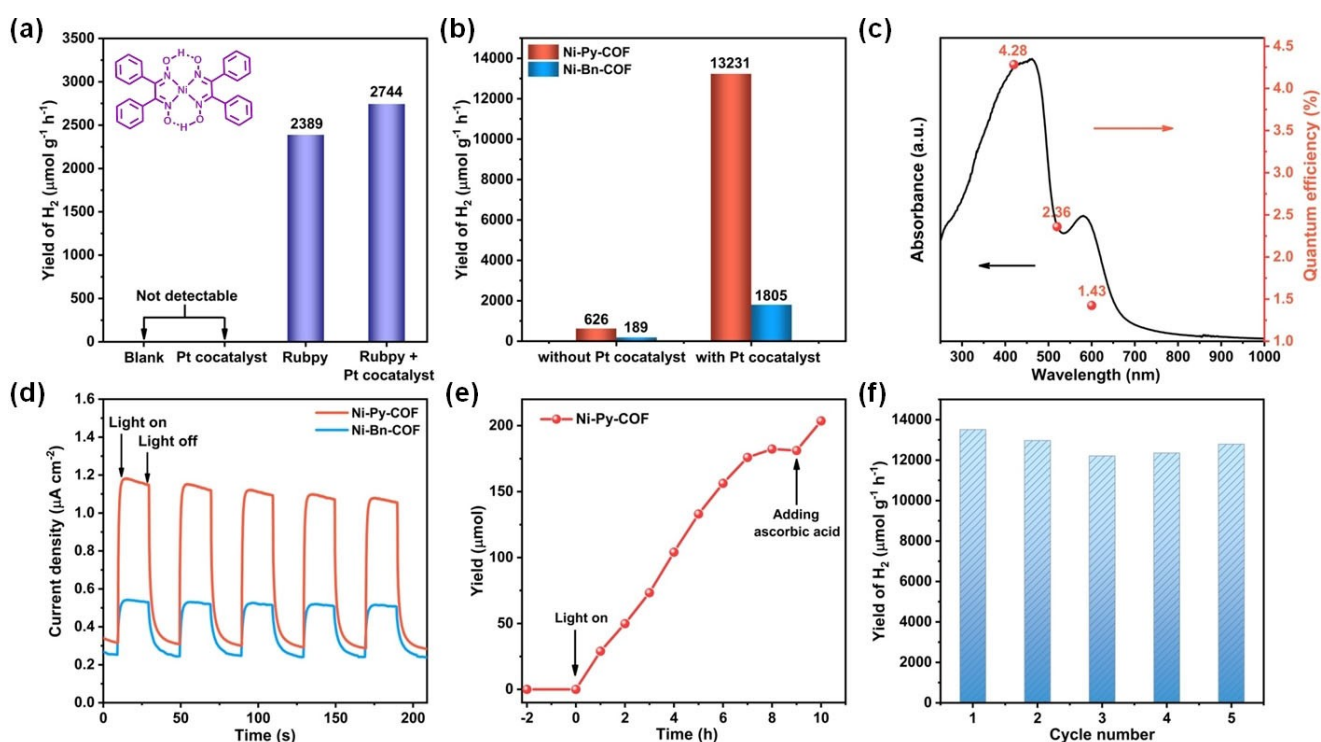 (a)
3500
3000
2500
2000
1500
1000
500
0
Yield of H2 (μmol g-1 h-1)
O H O
N N
Ni
N N
O H O
Not detectable
2389
2744
Blank
Pt cocatalyst
Rubpy
Rubpy +
Pt cocatalyst
(b)
14000
12000
10000
8000
6000
4000
2000
0
Yield of H2 (μmol g-1 h-1)
Ni-Py-COF
Ni-Bn-COF
626
189
13231
1805
without Pt cocatalyst
with Pt cocatalyst
(c)
Absorbance (a.u.)
4.28
2.36
1.43
4.5
4.0
3.5
3.0
2.5
2.0
1.5
1.0
Quantum efficiency (%)
300 400 500 600 700 800 900 1000
Wavelength (nm)
(d)
1.6
1.4
1.2
1.0
0.8
0.6
0.4
0.2
0.0
Current density (μA cm-2)
Light on
Light off
Ni-Py-COF
Ni-Bn-COF
0 50 100 150 200
Time (s)
(e)
200
150
100
50
0
Yield (μmol)
Ni-Py-COF
Light on
Adding
ascorbic acid
-2 0 2 4 6 8 10
Time (h)
(f)
14000
12000
10000
8000
6000
4000
2000
0
Yield of H2 (μmol g-1 h-1)
1 2 3 4 5
Cycle number